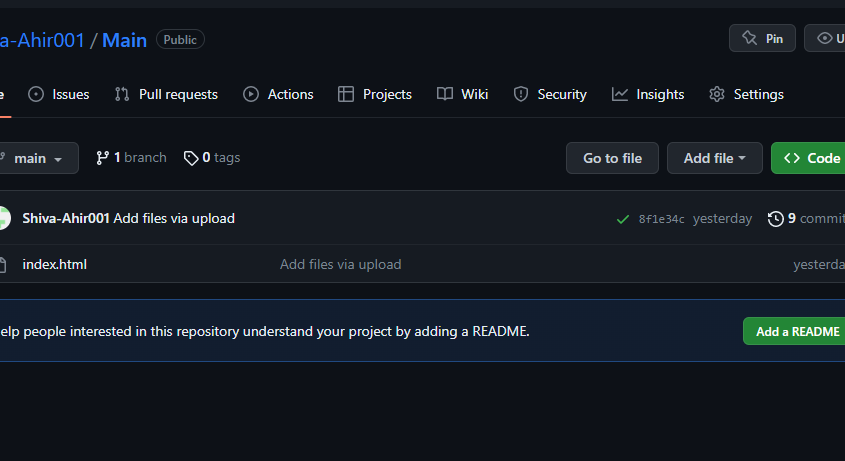 a-Ahir001 / Main Public Pin U
e Issues Pull requests Actions Projects Wiki Security Insights Settings
main 1 branch 0 tags Go to file Add file Code
Shiva-Ahir001 Add files via upload 8f1e34c yesterday 9 commit
index.html Add files via upload yesterda
elp people interested in this repository understand your project by adding a README. Add a README